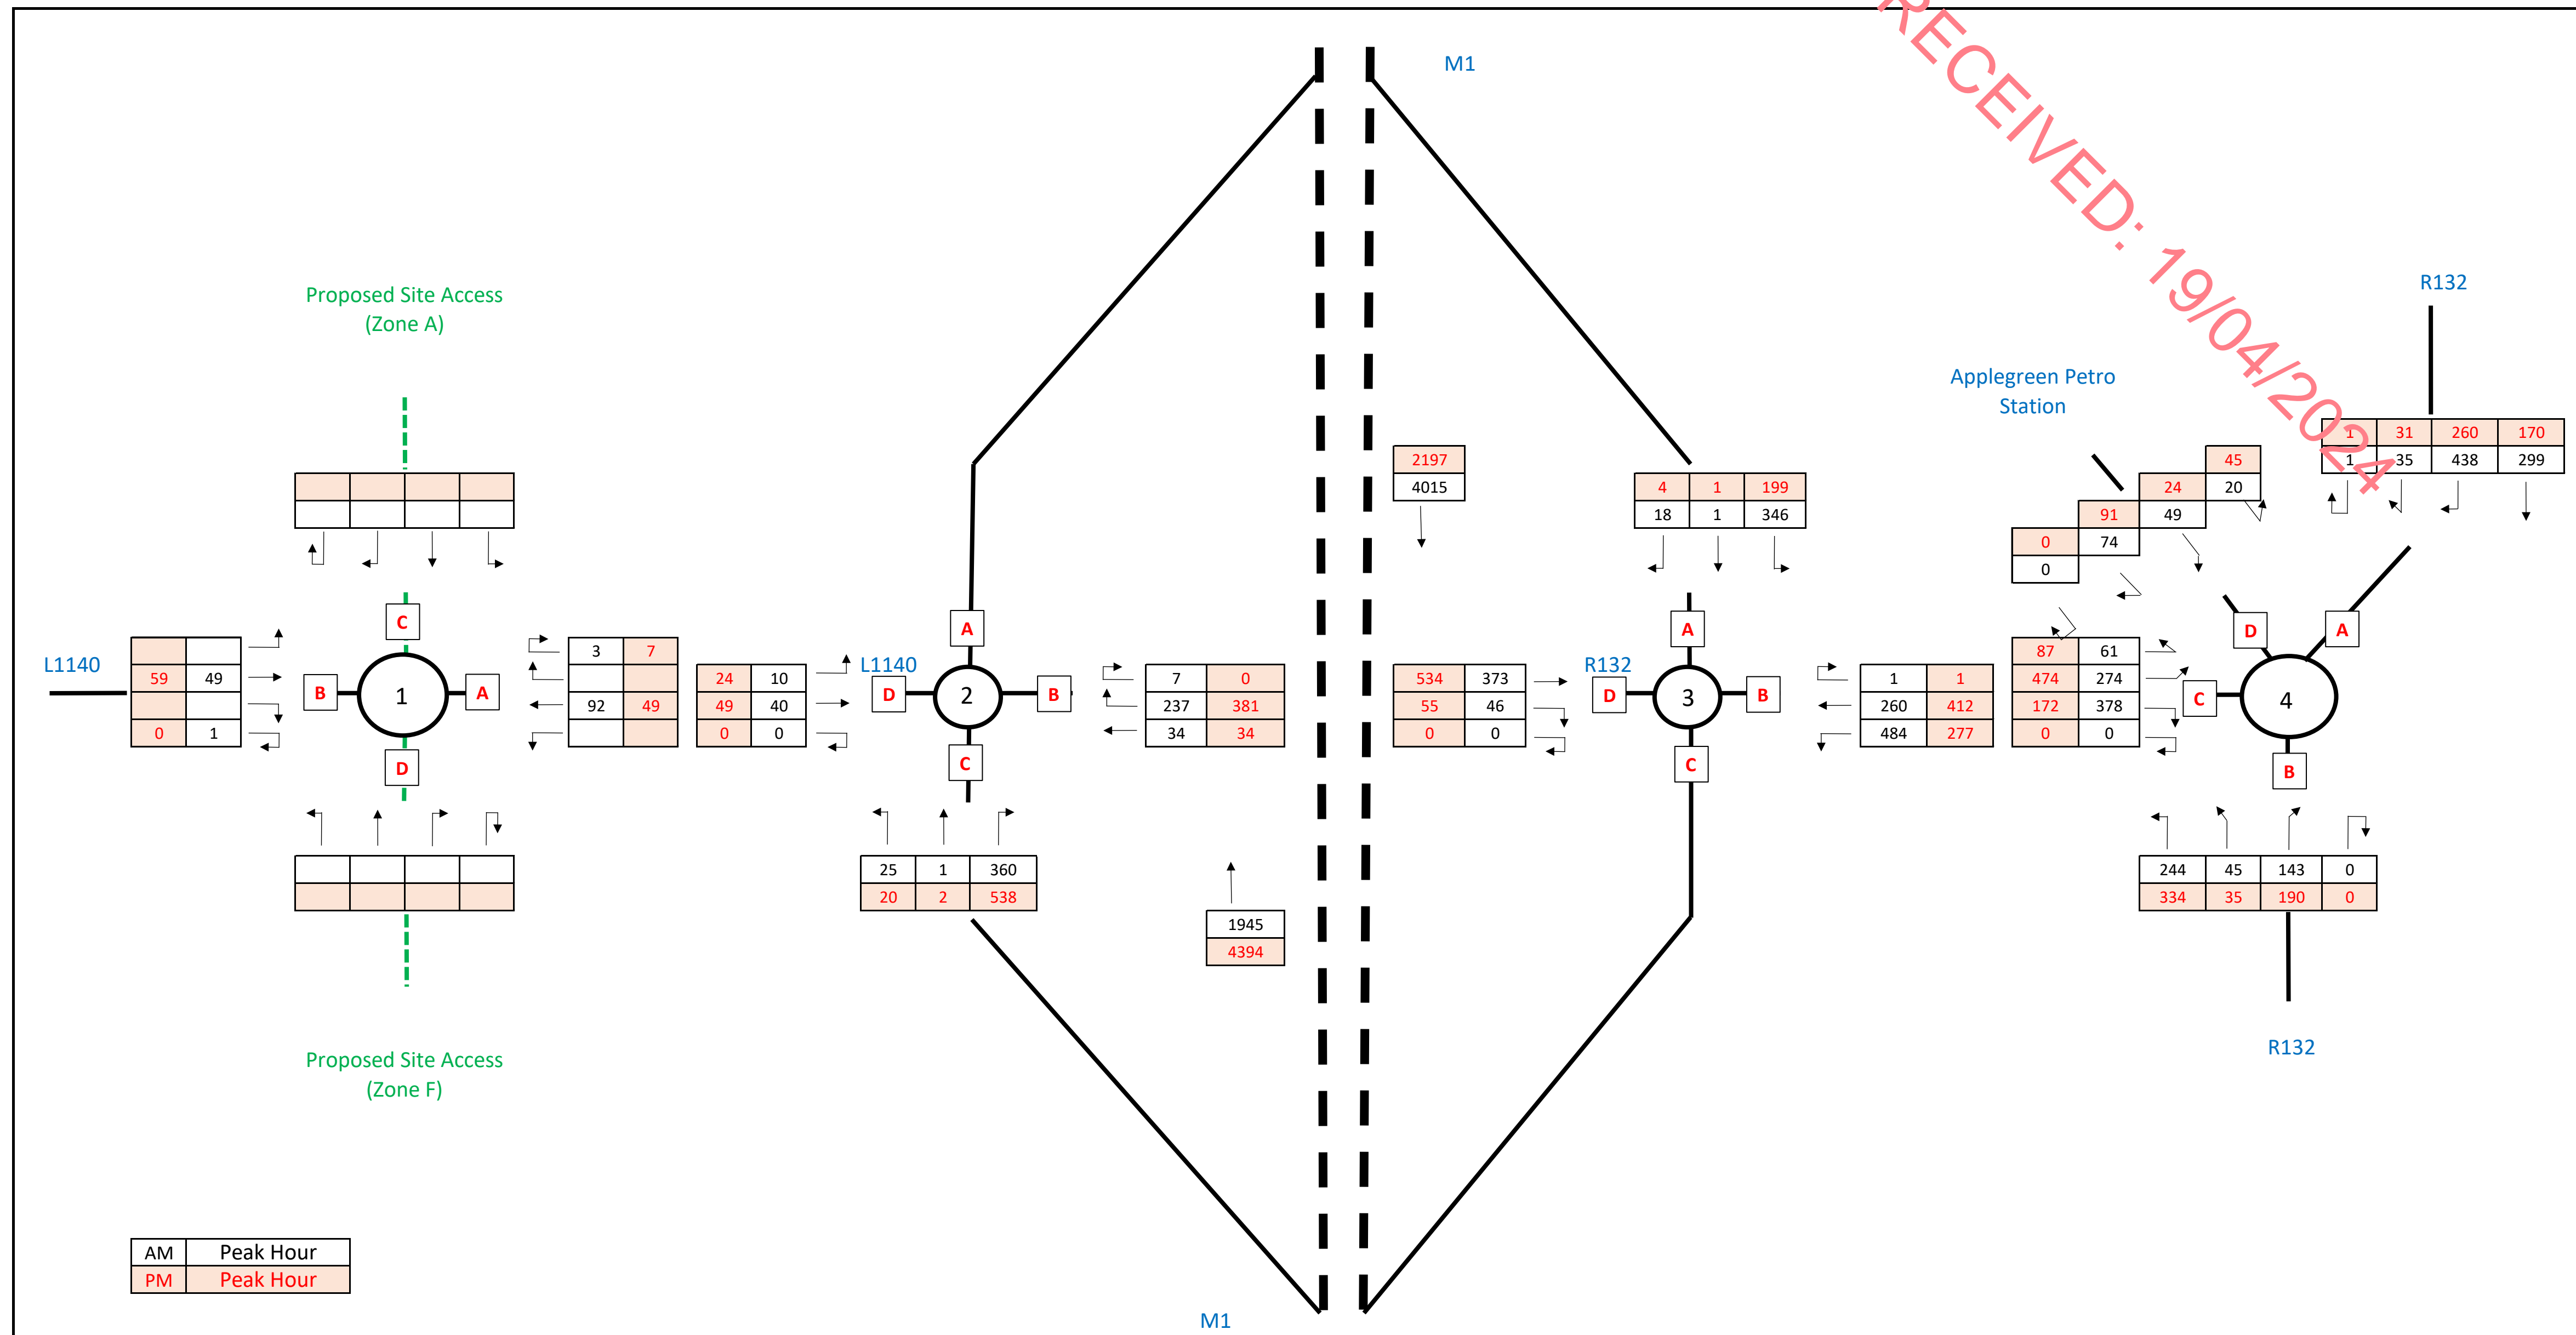 RECEIVED: 19/04/2024
M1
R132
Proposed Site Access
(Zone A)
Applegreen Petro
Station
1 31 260 170
1 35 438 299
2197
4015
4 1 199
18 1 346
45
24 20
91 49
0 74
0
C
A
A
D
A
L1140
59 49
0 1
B
1
A
D
3 7
92 49
24 10
49 40
0 0
L1140
D
2
B
C
7 0
237 381
34 34
534 373
55 46
0 0
R132
D
3
B
C
1 1
260 412
484 277
87 61
474 274
172 378
0 0
C
4
B
25 1 360
20 2 538
1945
4394
244 45 143 0
334 35 190 0
Proposed Site Access
(Zone F)
R132
AM Peak Hour
PM Peak Hour
M1